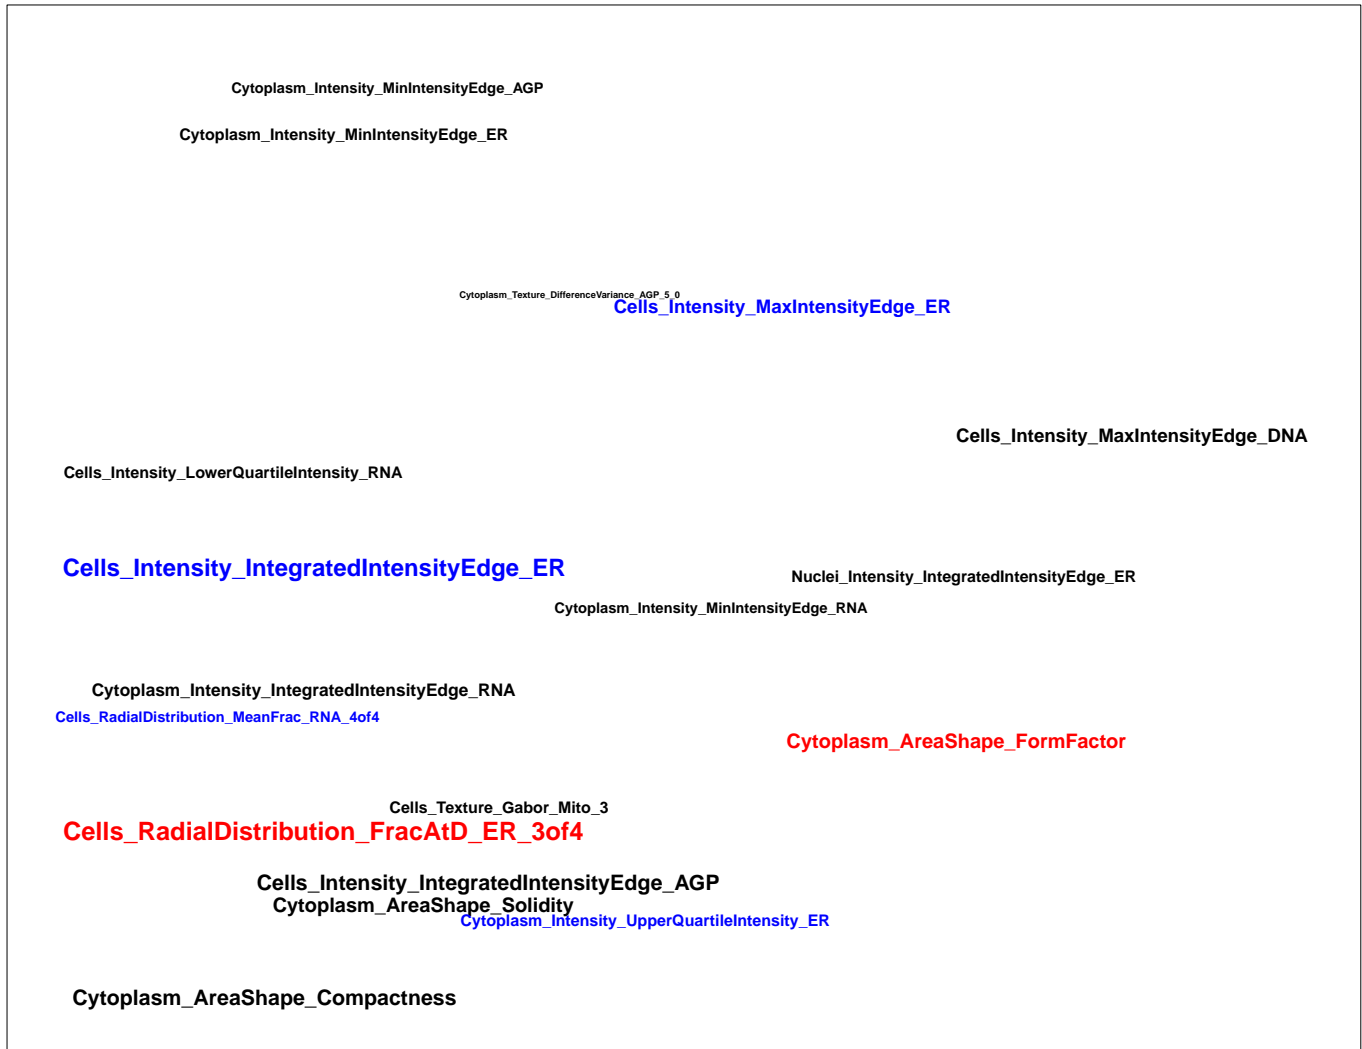 Cytoplasm_Intensity_MinIntensityEdge_AGP
Cytoplasm_Intensity_MinIntensityEdge_ER
Cytoplasm_Texture_DifferenceVariance_AGP_5_0
Cells_Intensity_MaxIntensityEdge_ER
Cells_Intensity_MaxIntensityEdge_DNA
Cells_Intensity_LowerQuartileIntensity_RNA
Cells_Intensity_IntegratedIntensityEdge_ER
Nuclei_Intensity_IntegratedIntensityEdge_ER
Cytoplasm_Intensity_MinIntensityEdge_RNA
Cytoplasm_Intensity_IntegratedIntensityEdge_RNA
Cells_RadialDistribution_MeanFrac_RNA_4of4
Cytoplasm_AreaShape_FormFactor
Cells_Texture_Gabor_Mito_3
Cells_RadialDistribution_FracAtD_ER_3of4
Cells_Intensity_IntegratedIntensityEdge_AGP
Cytoplasm_AreaShape_Solidity
Cytoplasm_Intensity_UpperQuartileIntensity_ER
Cytoplasm_AreaShape_Compactness